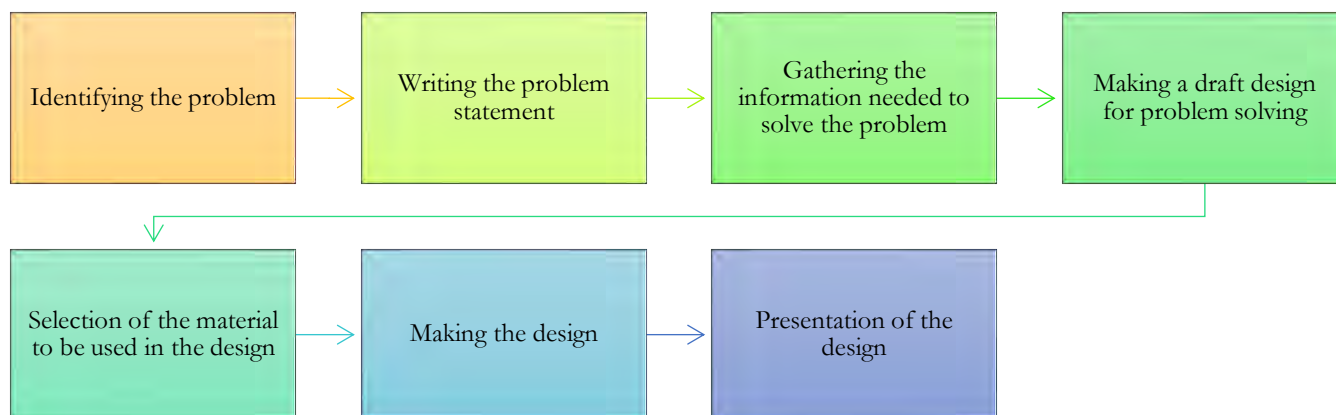 Identifying the problem
Writing the problem
statement
Gathering the
information needed to
solve the problem
Making a draft design
for problem solving
Selection of the material
to be used in the design
Making the design
Presentation of the
design